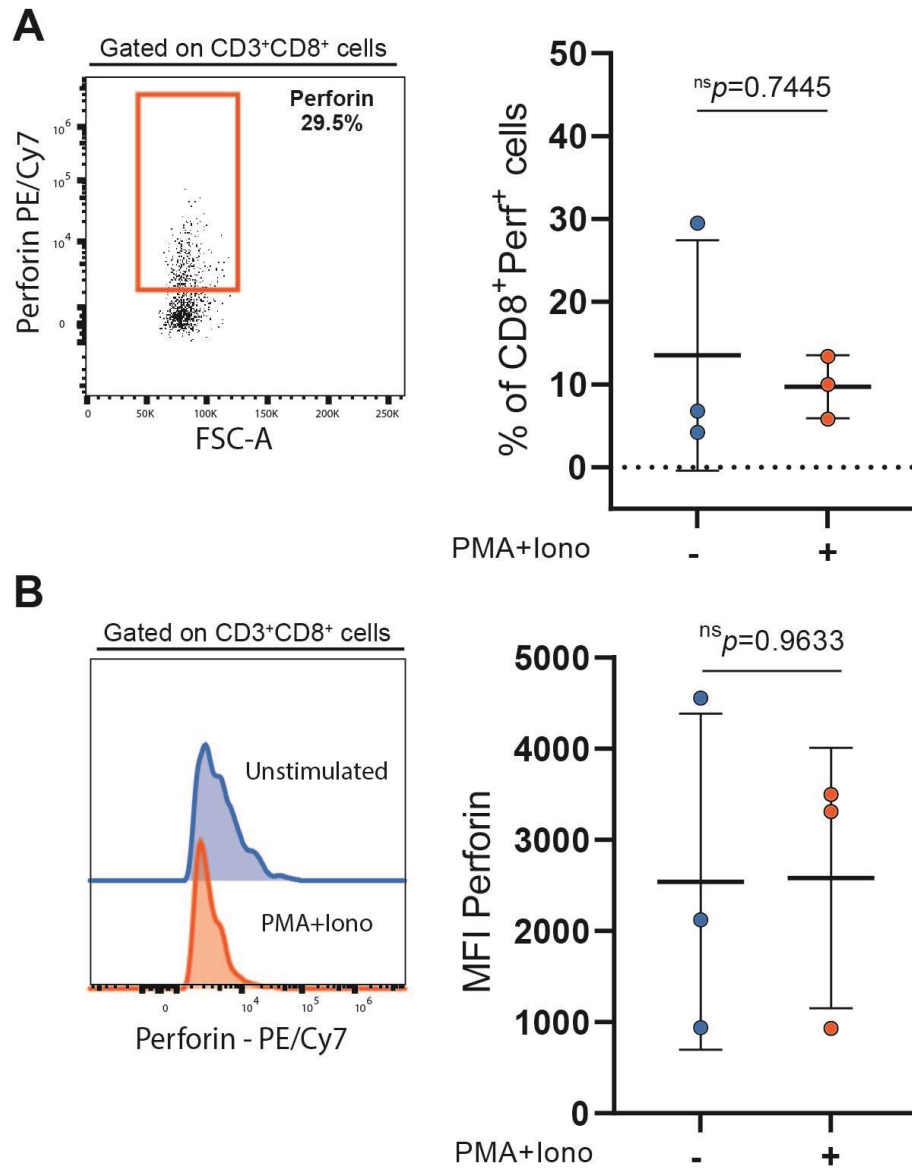 A
Gated on CD3⁺CD8⁺ cells
Perforin
29.5%
Perforin PE/Cy7
10⁶
10⁵
10⁴
0
0 50K 100K 150K 200K 250K
FSC-A
% of CD8⁺Perf⁺ cells
50
40
30
20
10
0
ⁿˢp=0.7445
PMA+Iono - +
B
Gated on CD3⁺CD8⁺ cells
Unstimulated
PMA+Iono
0 10⁴ 10⁵ 10⁶
Perforin - PE/Cy7
MFI Perforin
5000
4000
3000
2000
1000
0
ⁿˢp=0.9633
PMA+Iono - +